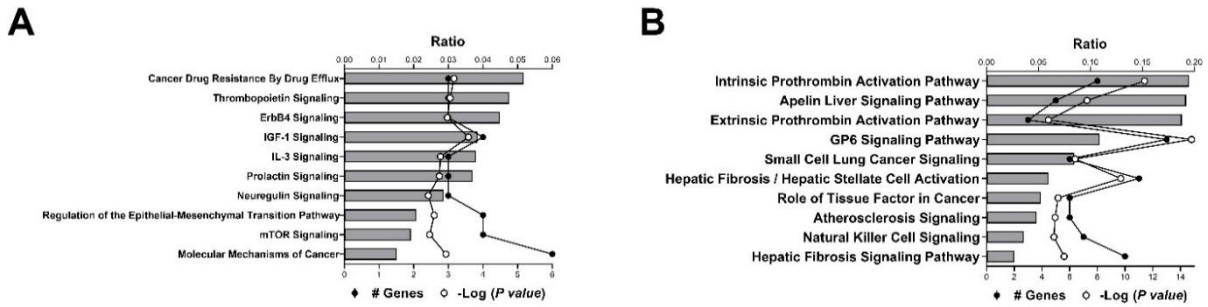 A
Ratio
0.00 0.01 0.02 0.03 0.04 0.05 0.06
Cancer Drug Resistance By Drug Efflux
Thrombopoietin Signaling
ErbB4 Signaling
IGF-1 Signaling
IL-3 Signaling
Prolactin Signaling
Neuregulin Signaling
Regulation of the Epithelial-Mesenchymal Transition Pathway
mTOR Signaling
Molecular Mechanisms of Cancer
0 1 2 3 4 5 6
# Genes -Log (P value)
B
Ratio
0.00 0.05 0.10 0.15 0.20
Intrinsic Prothrombin Activation Pathway
Apelin Liver Signaling Pathway
Extrinsic Prothrombin Activation Pathway
GP6 Signaling Pathway
Small Cell Lung Cancer Signaling
Hepatic Fibrosis / Hepatic Stellate Cell Activation
Role of Tissue Factor in Cancer
Atherosclerosis Signaling
Natural Killer Cell Signaling
Hepatic Fibrosis Signaling Pathway
0 2 4 6 8 10 12 14
# Genes -Log (P value)